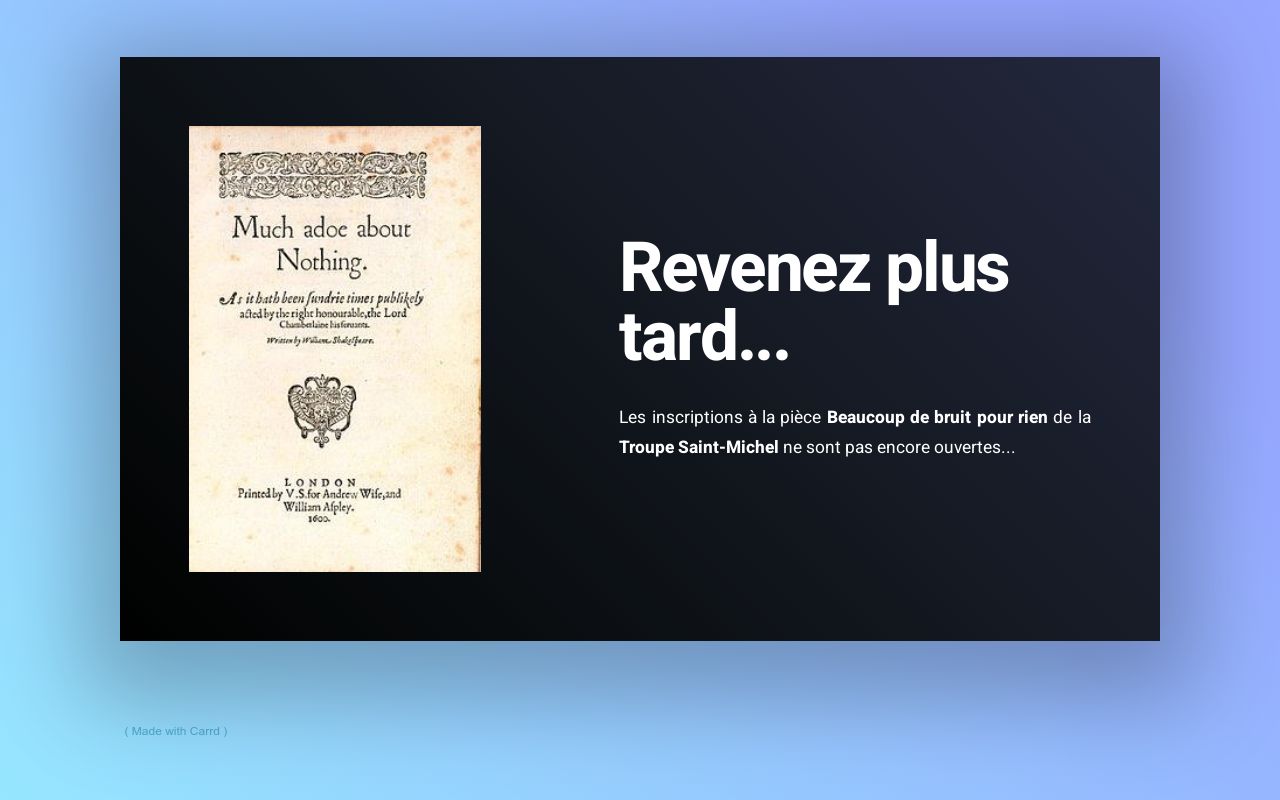 Much adoe about
Nothing.
As it hath been sundrie times publikely
acted by the right honourable, the Lord
Chamberlaine his seruants.
Written by William Shakespeare.
LONDON
Printed by V.S. for Andrew Wise, and
William Aspley.
1600.
Revenez plus
tard...
Les inscriptions à la pièce Beaucoup de bruit pour rien de la
Troupe Saint-Michel ne sont pas encore ouvertes...
( Made with Carrd )